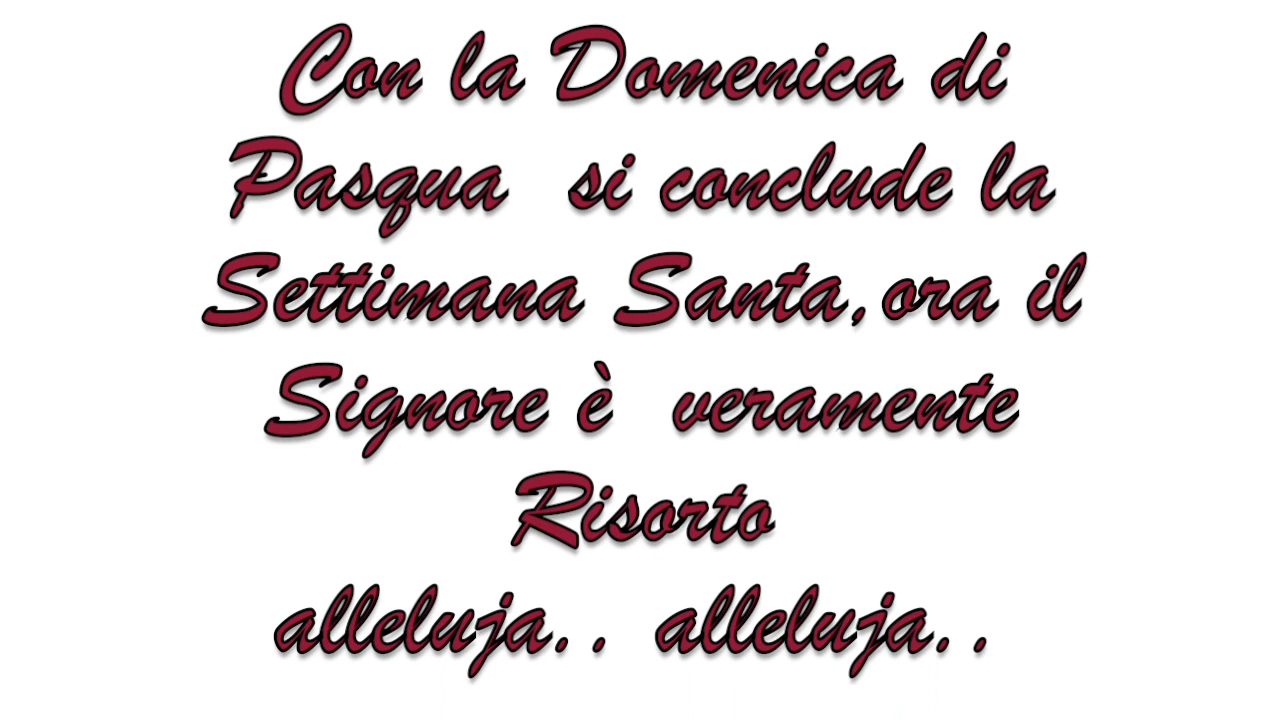 Con la Domenica di
Pasqua si conclude la
Settimana Santa, ora il
Signore è veramente
Risorto
alleluja.. alleluja..